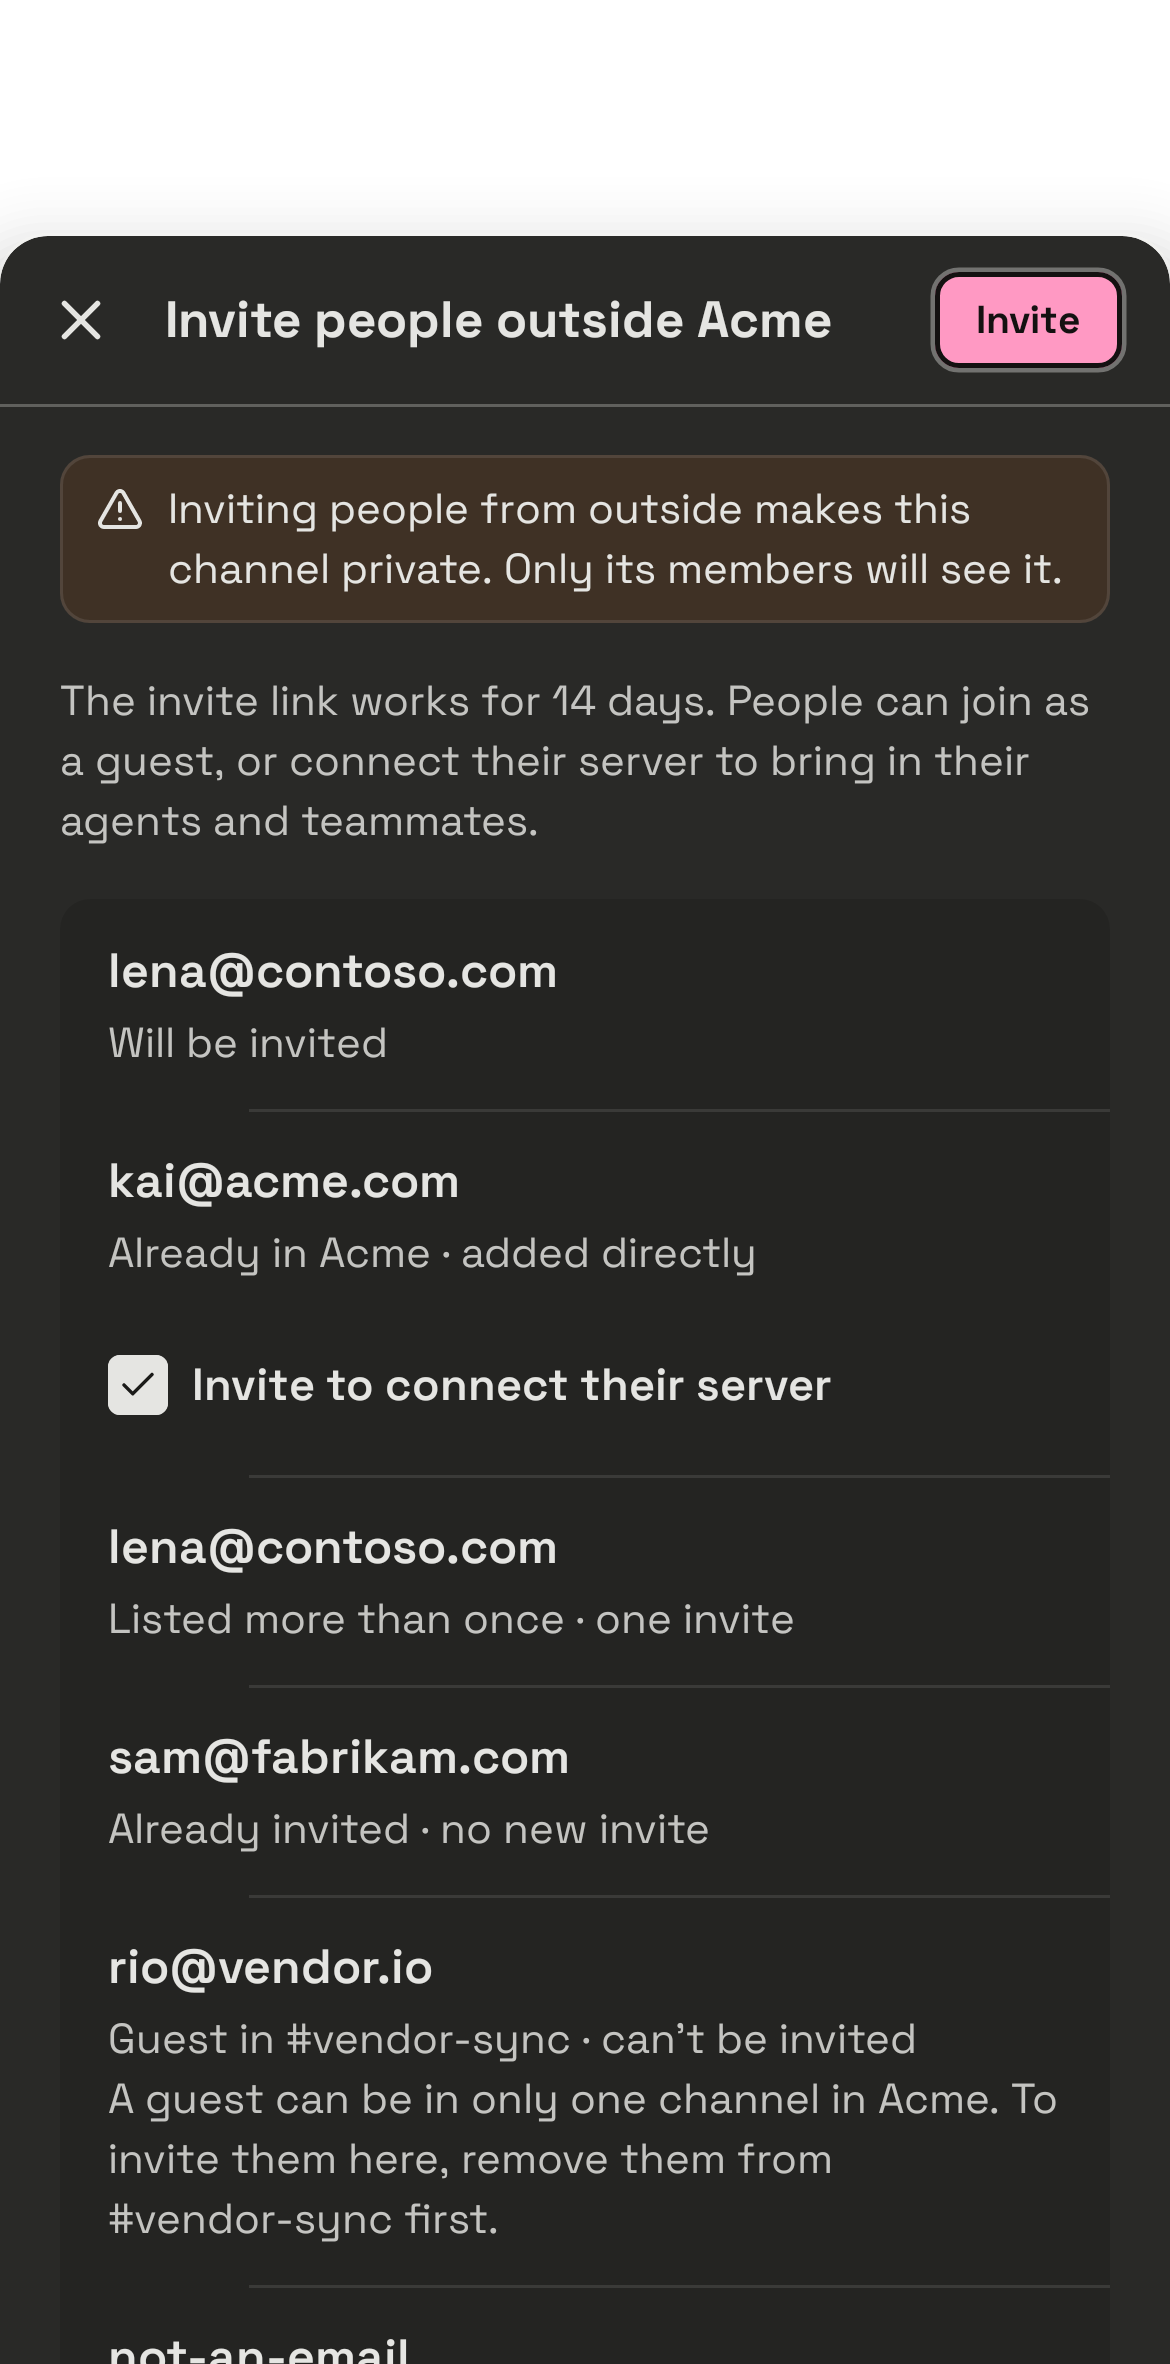 Invite people outside Acme
Invite
Inviting people from outside makes this
channel private. Only its members will see it.
The invite link works for 14 days. People can join as
a guest, or connect their server to bring in their
agents and teammates.
lena@contoso.com
Will be invited
kai@acme.com
Already in Acme · added directly
Invite to connect their server
lena@contoso.com
Listed more than once · one invite
sam@fabrikam.com
Already invited · no new invite
rio@vendor.io
Guest in #vendor-sync · can’t be invited
A guest can be in only one channel in Acme. To
invite them here, remove them from
#vendor-sync first.
not-an-email